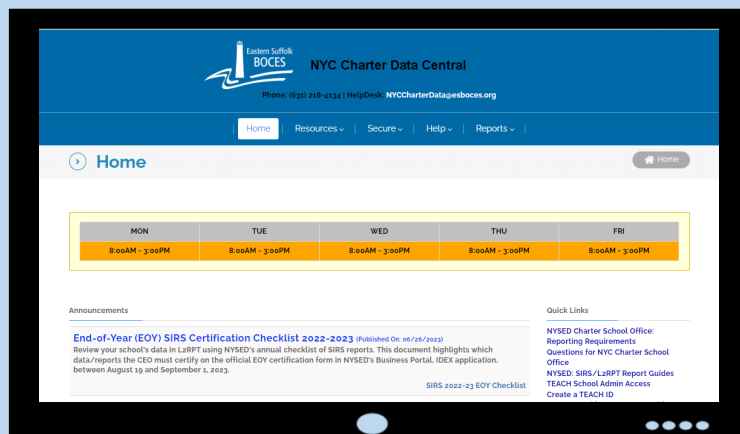 Eastern Suffolk
BOCES
NYC Charter Data Central
Phone: (631) 218-4134 | HelpDesk: NYCCharterData@esboces.org
Home | Resources | Secure | Help | Reports
Home
Home
MON TUE WED THU FRI
8:00AM - 3:00PM 8:00AM - 3:00PM 8:00AM - 3:00PM 8:00AM - 3:00PM 8:00AM - 3:00PM
Announcements
End-of-Year (EOY) SIRS Certification Checklist 2022-2023 (Published On: 06/26/2023)
Review your school's data in L2RPT using NYSED's annual checklist of SIRS reports. This document highlights which
data/reports the CEO must certify on the official EOY certification form in NYSED's Business Portal, IDEX application,
between August 19 and September 1, 2023.
SIRS 2022-23 EOY Checklist
Quick Links
NYSED Charter School Office:
Reporting Requirements
Questions for NYC Charter School
Office
NYSED: SIRS/L2RPT Report Guides
TEACH School Admin Access
Create a TEACH ID